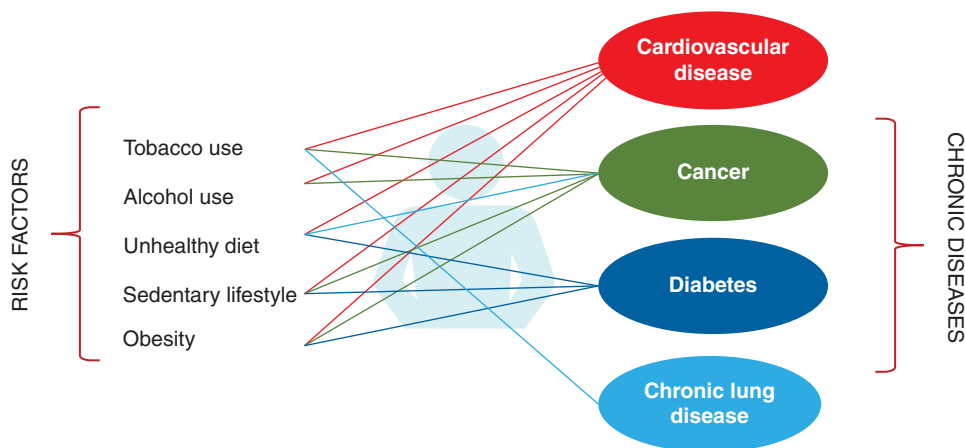 RISK FACTORS
Tobacco use
Alcohol use
Unhealthy diet
Sedentary lifestyle
Obesity
Cardiovascular
disease
Cancer
Diabetes
Chronic lung
disease
CHRONIC DISEASES